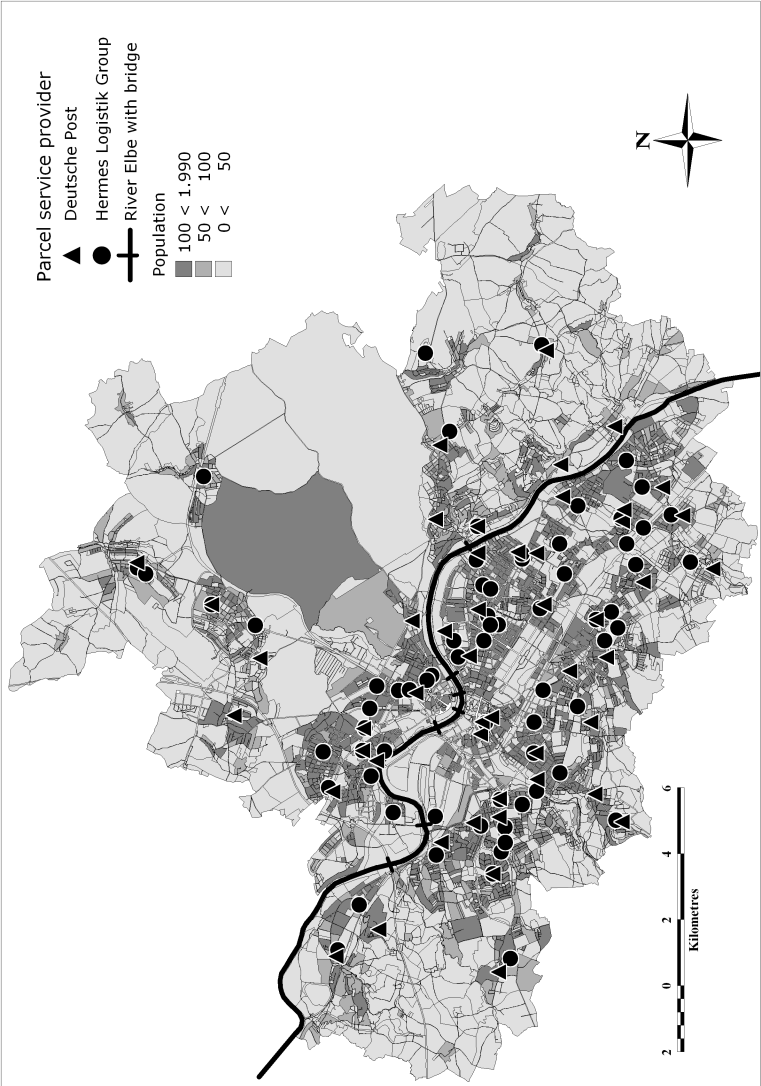 Parcel service provider
Deutsche Post
Hermes Logistik Group
River Elbe with bridge
Population
100 < 1.990
50 < 100
0 < 50
N
2 0 2 4 6
Kilometres